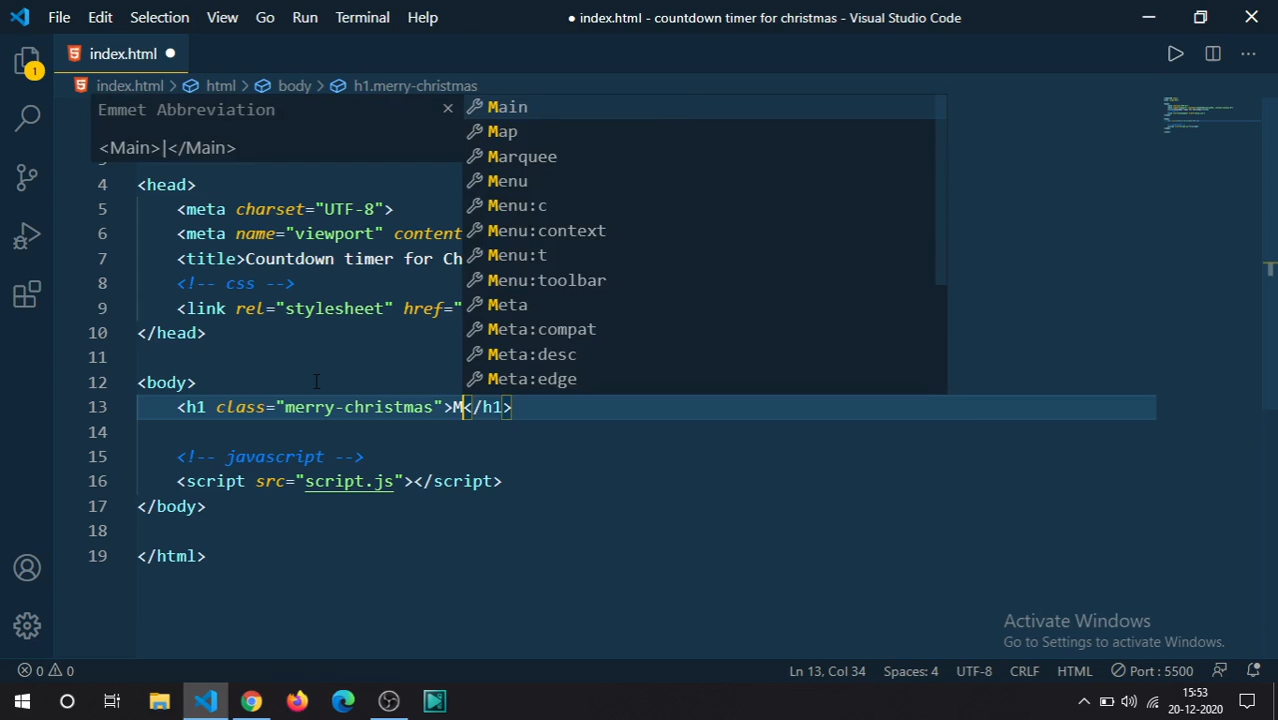 File Edit Selection View Go Run Terminal Help
● index.html - countdown timer for christmas - Visual Studio Code
index.html ●
1
index.html > html > body > h1.merry-christmas
Emmet Abbreviation ×
<Main>|</Main>
Main
Map
Marquee
Menu
Menu:c
Menu:context
Menu:t
Menu:toolbar
Meta
Meta:compat
Meta:desc
Meta:edge
4 <head>
5 <meta charset="UTF-8">
6 <meta name="viewport" content
7 <title>Countdown timer for Ch
8 <!-- css -->
9 <link rel="stylesheet" href="
10 </head>
11
12 <body>
13 <h1 class="merry-christmas">M</h1>
14
15 <!-- javascript -->
16 <script src="script.js"></script>
17 </body>
18
19 </html>
Activate Windows
Go to Settings to activate Windows.
0 0 Ln 13, Col 34 Spaces: 4 UTF-8 CRLF HTML Port : 5500
15:53
20-12-2020